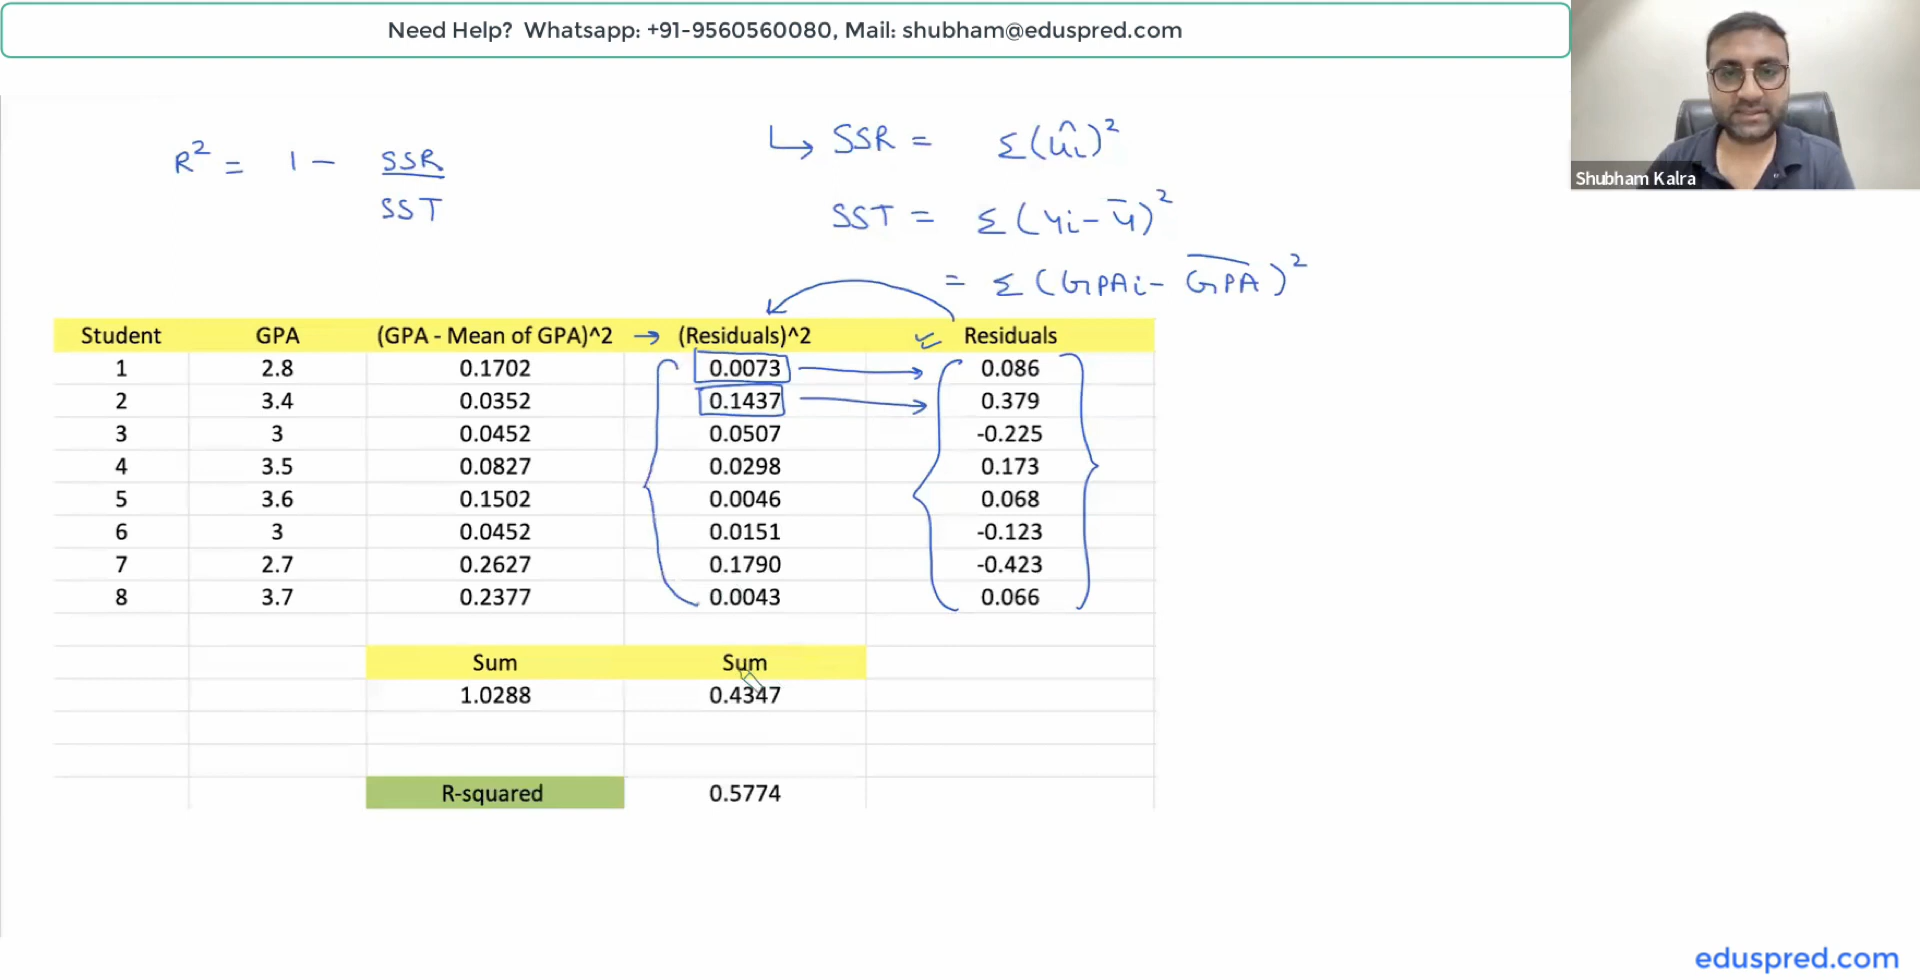 Need Help? Whatsapp: +91-9560560080, Mail: shubham@eduspred.com
Shubham Kalra
R² = 1 - SSR/SST
↳ SSR = Σ(ûi)²
SST = Σ(yi - ȳ)²
= Σ(GPAi - G̅P̅A̅)²
Student GPA (GPA - Mean of GPA)^2 → (Residuals)^2 Residuals
1 2.8 0.1702 0.0073 0.086
2 3.4 0.0352 0.1437 0.379
3 3 0.0452 0.0507 -0.225
4 3.5 0.0827 0.0298 0.173
5 3.6 0.1502 0.0046 0.068
6 3 0.0452 0.0151 -0.123
7 2.7 0.2627 0.1790 -0.423
8 3.7 0.2377 0.0043 0.066
Sum Sum
1.0288 0.4347
R-squared 0.5774
eduspred.com